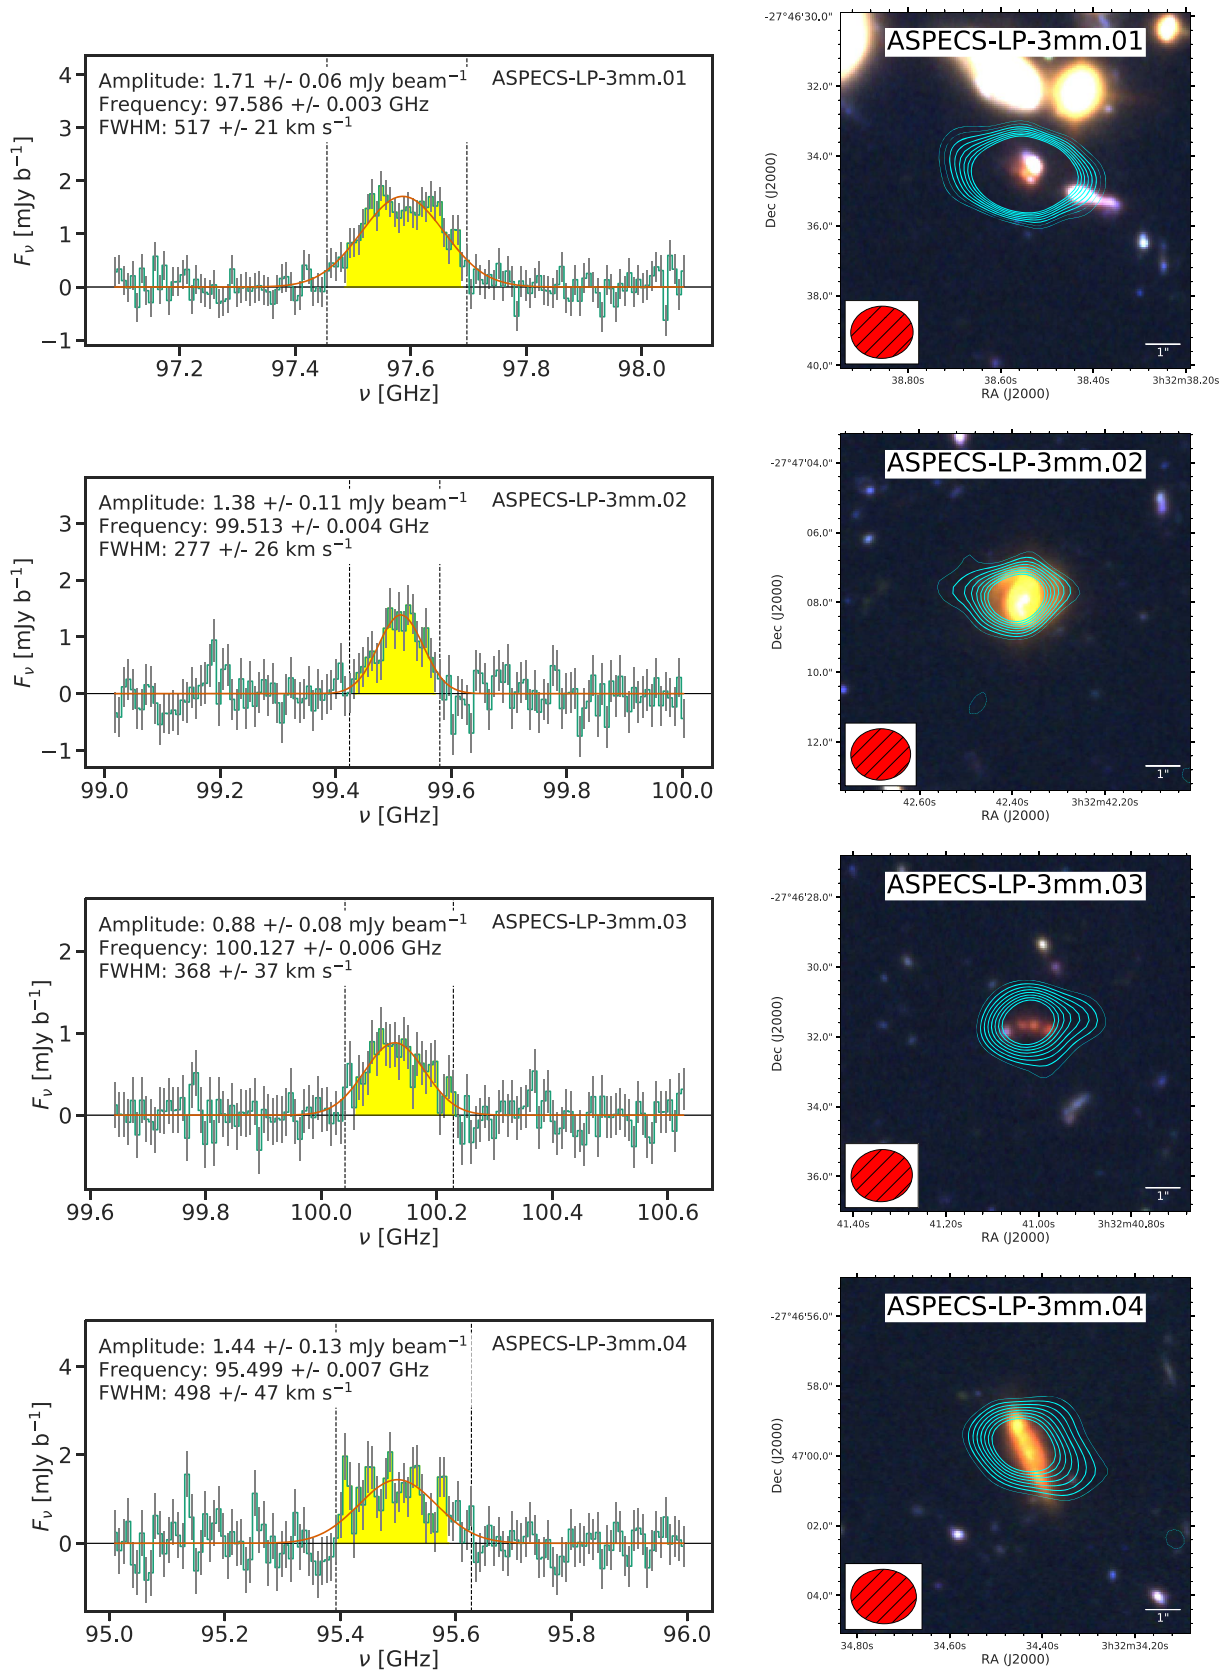 Amplitude: 1.71 +/- 0.06 mJy beam⁻¹ ASPECS-LP-3mm.01
Frequency: 97.586 +/- 0.003 GHz
FWHM: 517 +/- 21 km s⁻¹
4
3
2
1
0
−1
Fν [mJy b⁻¹]
97.2 97.4 97.6 97.8 98.0
ν [GHz]
ASPECS-LP-3mm.01
-27°46'30.0"
32.0"
34.0"
36.0"
38.0"
40.0"
Dec (J2000)
1"
38.80s 38.60s 38.40s 3h32m38.20s
RA (J2000)
Amplitude: 1.38 +/- 0.11 mJy beam⁻¹ ASPECS-LP-3mm.02
Frequency: 99.513 +/- 0.004 GHz
FWHM: 277 +/- 26 km s⁻¹
3
2
1
0
−1
Fν [mJy b⁻¹]
99.0 99.2 99.4 99.6 99.8 100.0
ν [GHz]
ASPECS-LP-3mm.02
-27°47'04.0"
06.0"
08.0"
10.0"
12.0"
Dec (J2000)
1"
42.60s 42.40s 3h32m42.20s
RA (J2000)
Amplitude: 0.88 +/- 0.08 mJy beam⁻¹ ASPECS-LP-3mm.03
Frequency: 100.127 +/- 0.006 GHz
FWHM: 368 +/- 37 km s⁻¹
2
1
0
Fν [mJy b⁻¹]
99.6 99.8 100.0 100.2 100.4 100.6
ν [GHz]
ASPECS-LP-3mm.03
-27°46'28.0"
30.0"
32.0"
34.0"
36.0"
Dec (J2000)
1"
41.40s 41.20s 41.00s 3h32m40.80s
RA (J2000)
Amplitude: 1.44 +/- 0.13 mJy beam⁻¹ ASPECS-LP-3mm.04
Frequency: 95.499 +/- 0.007 GHz
FWHM: 498 +/- 47 km s⁻¹
4
2
0
Fν [mJy b⁻¹]
95.0 95.2 95.4 95.6 95.8 96.0
ν [GHz]
ASPECS-LP-3mm.04
-27°46'56.0"
58.0"
47'00.0"
02.0"
04.0"
Dec (J2000)
1"
34.80s 34.60s 34.40s 3h32m34.20s
RA (J2000)